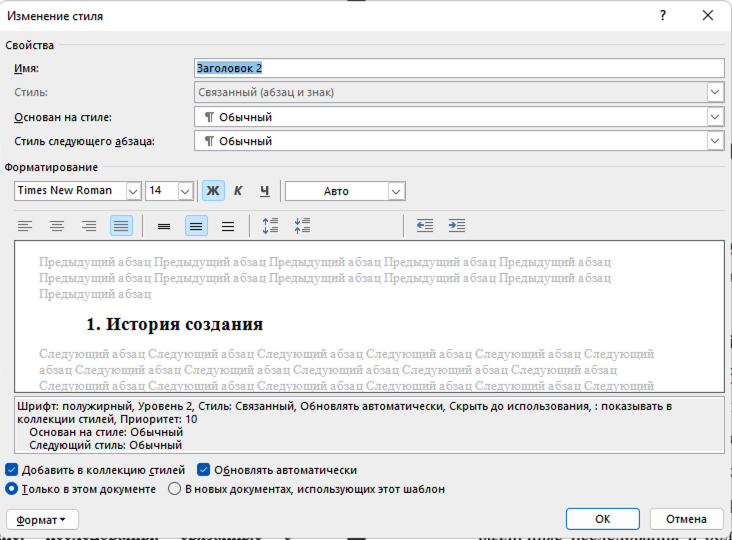 Изменение стиля ?
Свойства
Имя: Заголовок 2
Стиль: Связанный (абзац и знак)
Основан на стиле: ¶ Обычный
Стиль следующего абзаца: ¶ Обычный
Форматирование
Times New Roman 14 Ж К Ч Авто
Предыдущий абзац Предыдущий абзац Предыдущий абзац Предыдущий абзац Предыдущий абзац
Предыдущий абзац Предыдущий абзац Предыдущий абзац Предыдущий абзац Предыдущий абзац
Предыдущий абзац
1. История создания
Следующий абзац Следующий абзац Следующий абзац Следующий абзац Следующий абзац Следующий
абзац Следующий абзац Следующий абзац Следующий абзац Следующий абзац Следующий абзац
Следующий абзац Следующий абзац Следующий абзац Следующий абзац Следующий абзац Следующий
Шрифт: полужирный, Уровень 2, Стиль: Связанный, Обновлять автоматически, Скрыть до использования, : показывать в
коллекции стилей, Приоритет: 10
Основан на стиле: Обычный
Следующий стиль: Обычный
Добавить в коллекцию стилей Обновлять автоматически
Только в этом документе В новых документах, использующих этот шаблон
Формат ОК Отмена